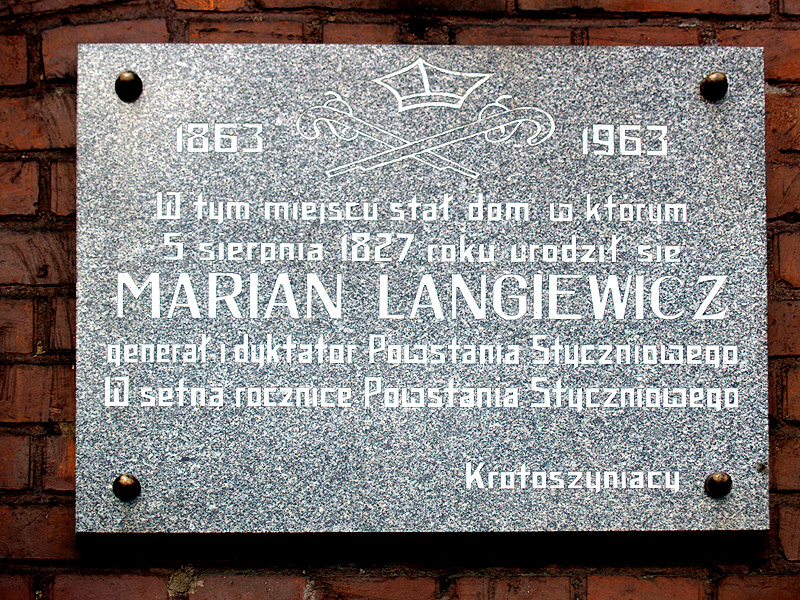 1863 1963
W tym miejscu stał dom w którym
5 sierpnia 1827 roku urodził się
MARIAN LANGIEWICZ
generał i dyktator Powstania Styczniowego
W setną rocznicę Powstania Styczniowego
Krotoszyniacy